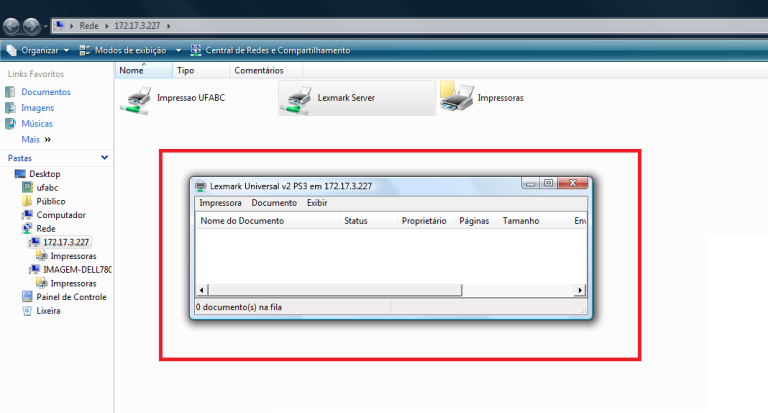 Rede 172.17.3.227
Organizar Modos de exibição Central de Redes e Compartilhamento
Links Favoritos
Documentos
Imagens
Músicas
Mais »
Pastas
Desktop
ufabc
Público
Computador
Rede
172.17.3.227
Impressoras
IMAGEM-DELL780
Impressoras
Painel de Controle
Lixeira
Nome Tipo Comentários
Impressao UFABC Lexmark Server Impressoras
Lexmark Universal v2 PS3 em 172.17.3.227
Impressora Documento Exibir
Nome do Documento Status Proprietário Páginas Tamanho Env
0 documento(s) na fila